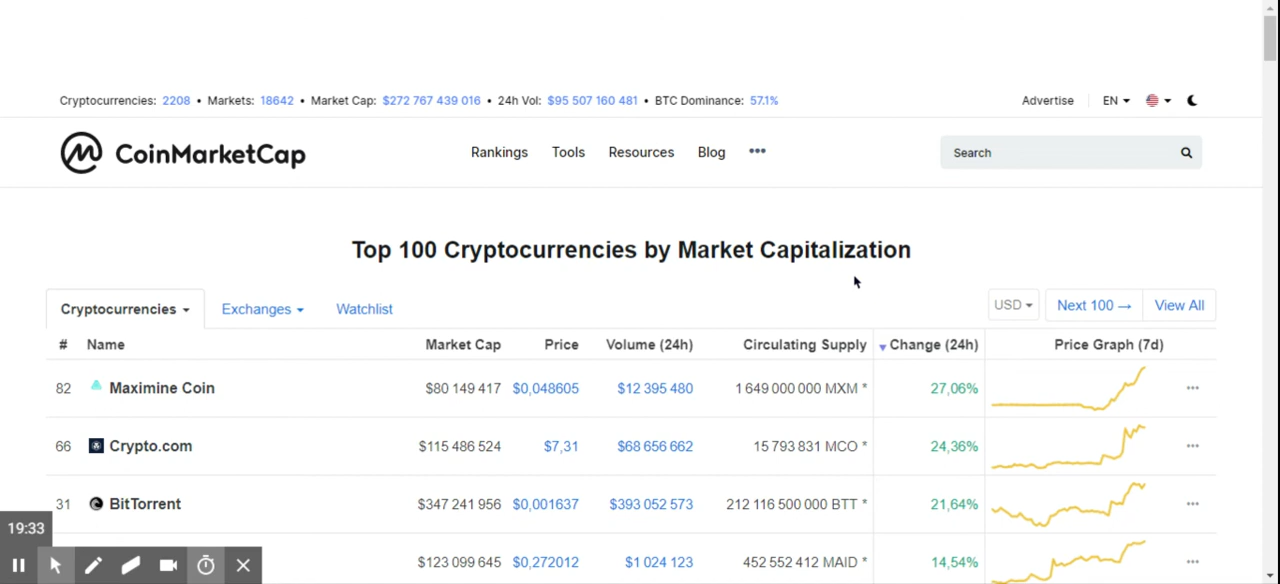 Cryptocurrencies: 2208 • Markets: 18642 • Market Cap: $272 767 439 016 • 24h Vol: $95 507 160 481 • BTC Dominance: 57.1% Advertise EN
CoinMarketCap Rankings Tools Resources Blog ••• Search
Top 100 Cryptocurrencies by Market Capitalization
Cryptocurrencies Exchanges Watchlist USD Next 100 → View All
# Name Market Cap Price Volume (24h) Circulating Supply Change (24h) Price Graph (7d)
82 Maximine Coin $80 149 417 $0,048605 $12 395 480 1 649 000 000 MXM * 27,06% •••
66 Crypto.com $115 486 524 $7,31 $68 656 662 15 793 831 MCO * 24,36% •••
31 BitTorrent $347 241 956 $0,001637 $393 052 573 212 116 500 000 BTT * 21,64% •••
19:33
$123 099 645 $0,272012 $1 024 123 452 552 412 MAID * 14,54% •••